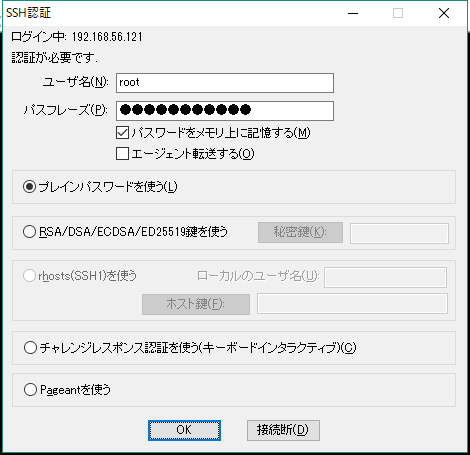 SSH認証
ログイン中: 192.168.56.121
認証が必要です.
ユーザ名(N): root
パスフレーズ(P): ●●●●●●●●●●●
パスワードをメモリ上に記憶する(M)
エージェント転送する(O)
プレインパスワードを使う(L)
RSA/DSA/ECDSA/ED25519鍵を使う 秘密鍵(K):
rhosts(SSH1)を使う ローカルのユーザ名(U):
ホスト鍵(F):
チャレンジレスポンス認証を使う(キーボードインタラクティブ)(C)
Pageantを使う
OK 接続断(D)